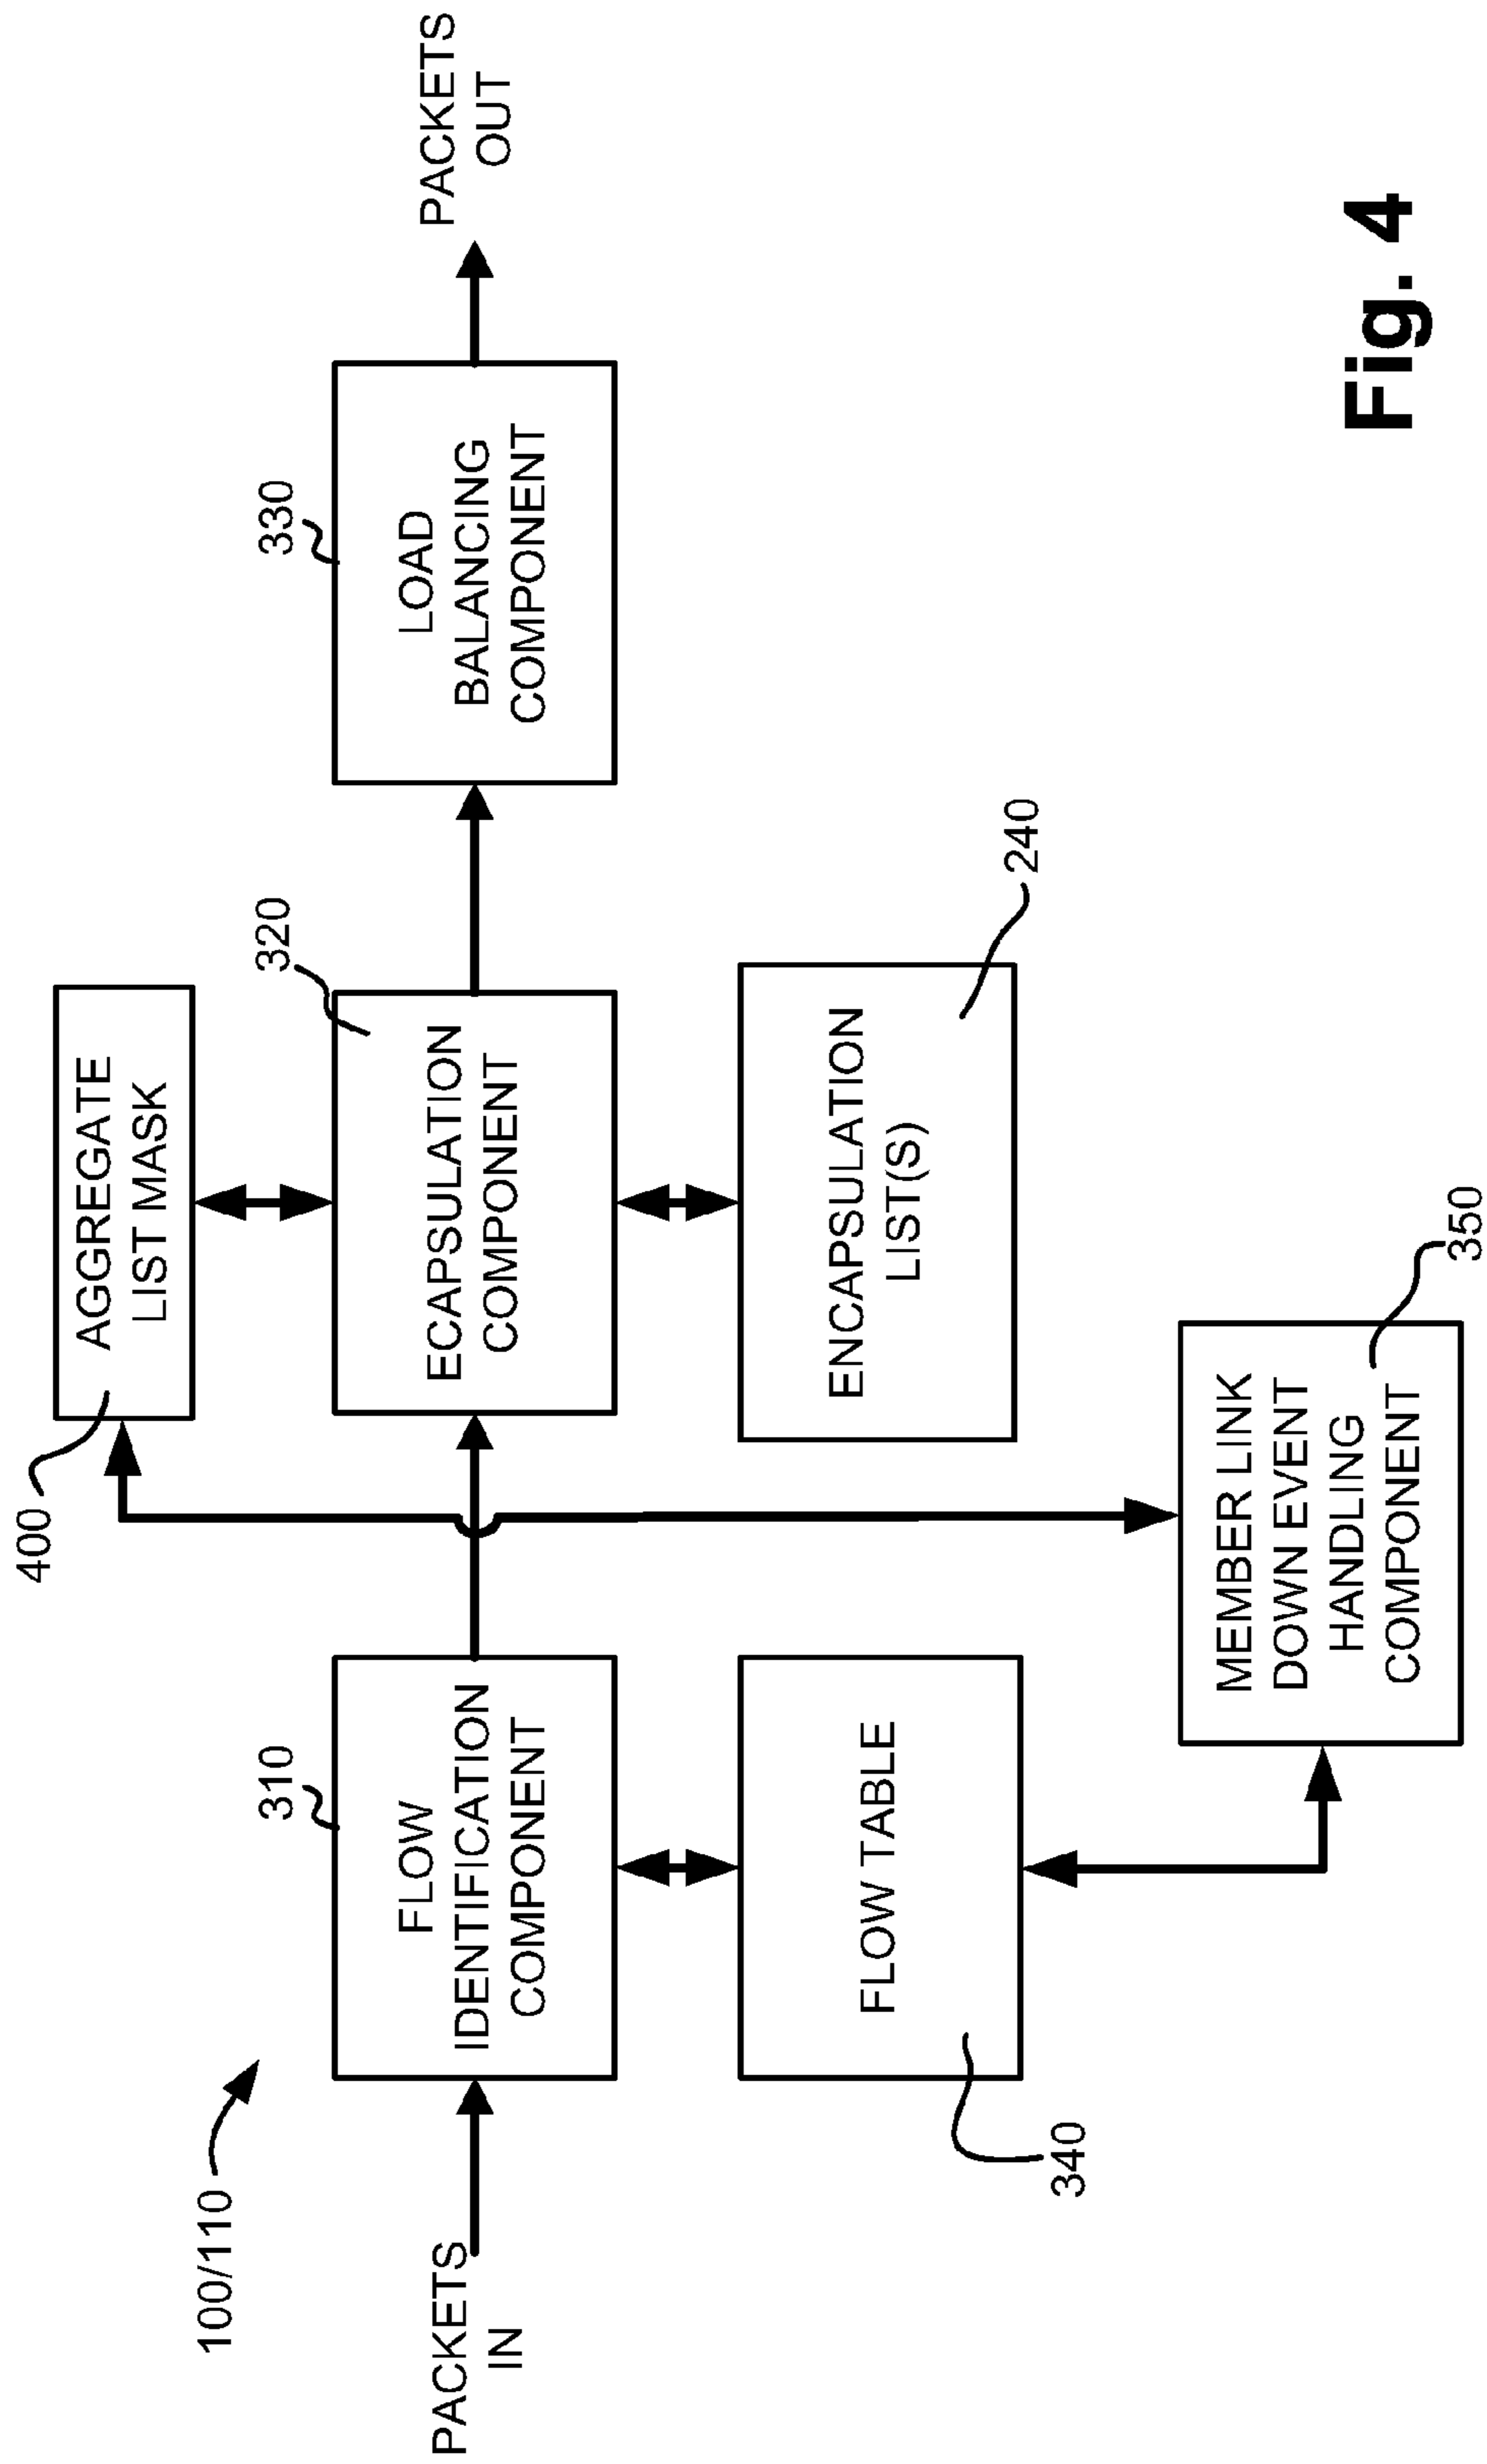 100/110
PACKETS
IN
310
FLOW
IDENTIFICATION
COMPONENT
340
FLOW TABLE
400
AGGREGATE
LIST MASK
320
ECAPSULATION
COMPONENT
ENCAPSULATION
LIST(S)
240
MEMBER LINK
DOWN EVENT
HANDLING
COMPONENT
350
330
LOAD
BALANCING
COMPONENT
PACKETS
OUT
Fig. 4